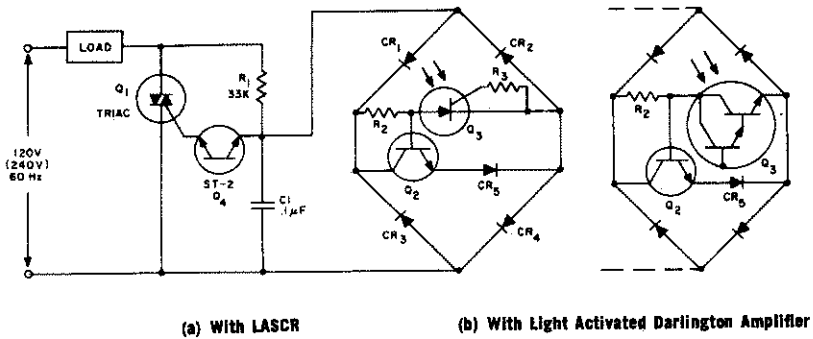 LOAD
Q1
TRIAC
R1
33K
ST-2
Q4
C1
.1µF
120V
(240V)
60 Hz
CR1
CR2
R3
R2
Q3
Q2
CR5
CR3
CR4
R2
Q3
Q2
CR5
(a) With LASCR
(b) With Light Activated Darlington Amplifier